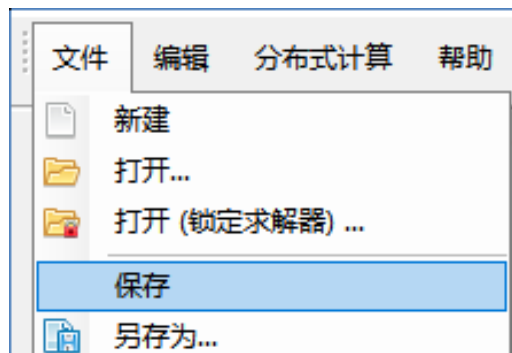 文件 编辑 分布式计算 帮助
新建
打开...
打开 (锁定求解器) ...
保存
另存为...